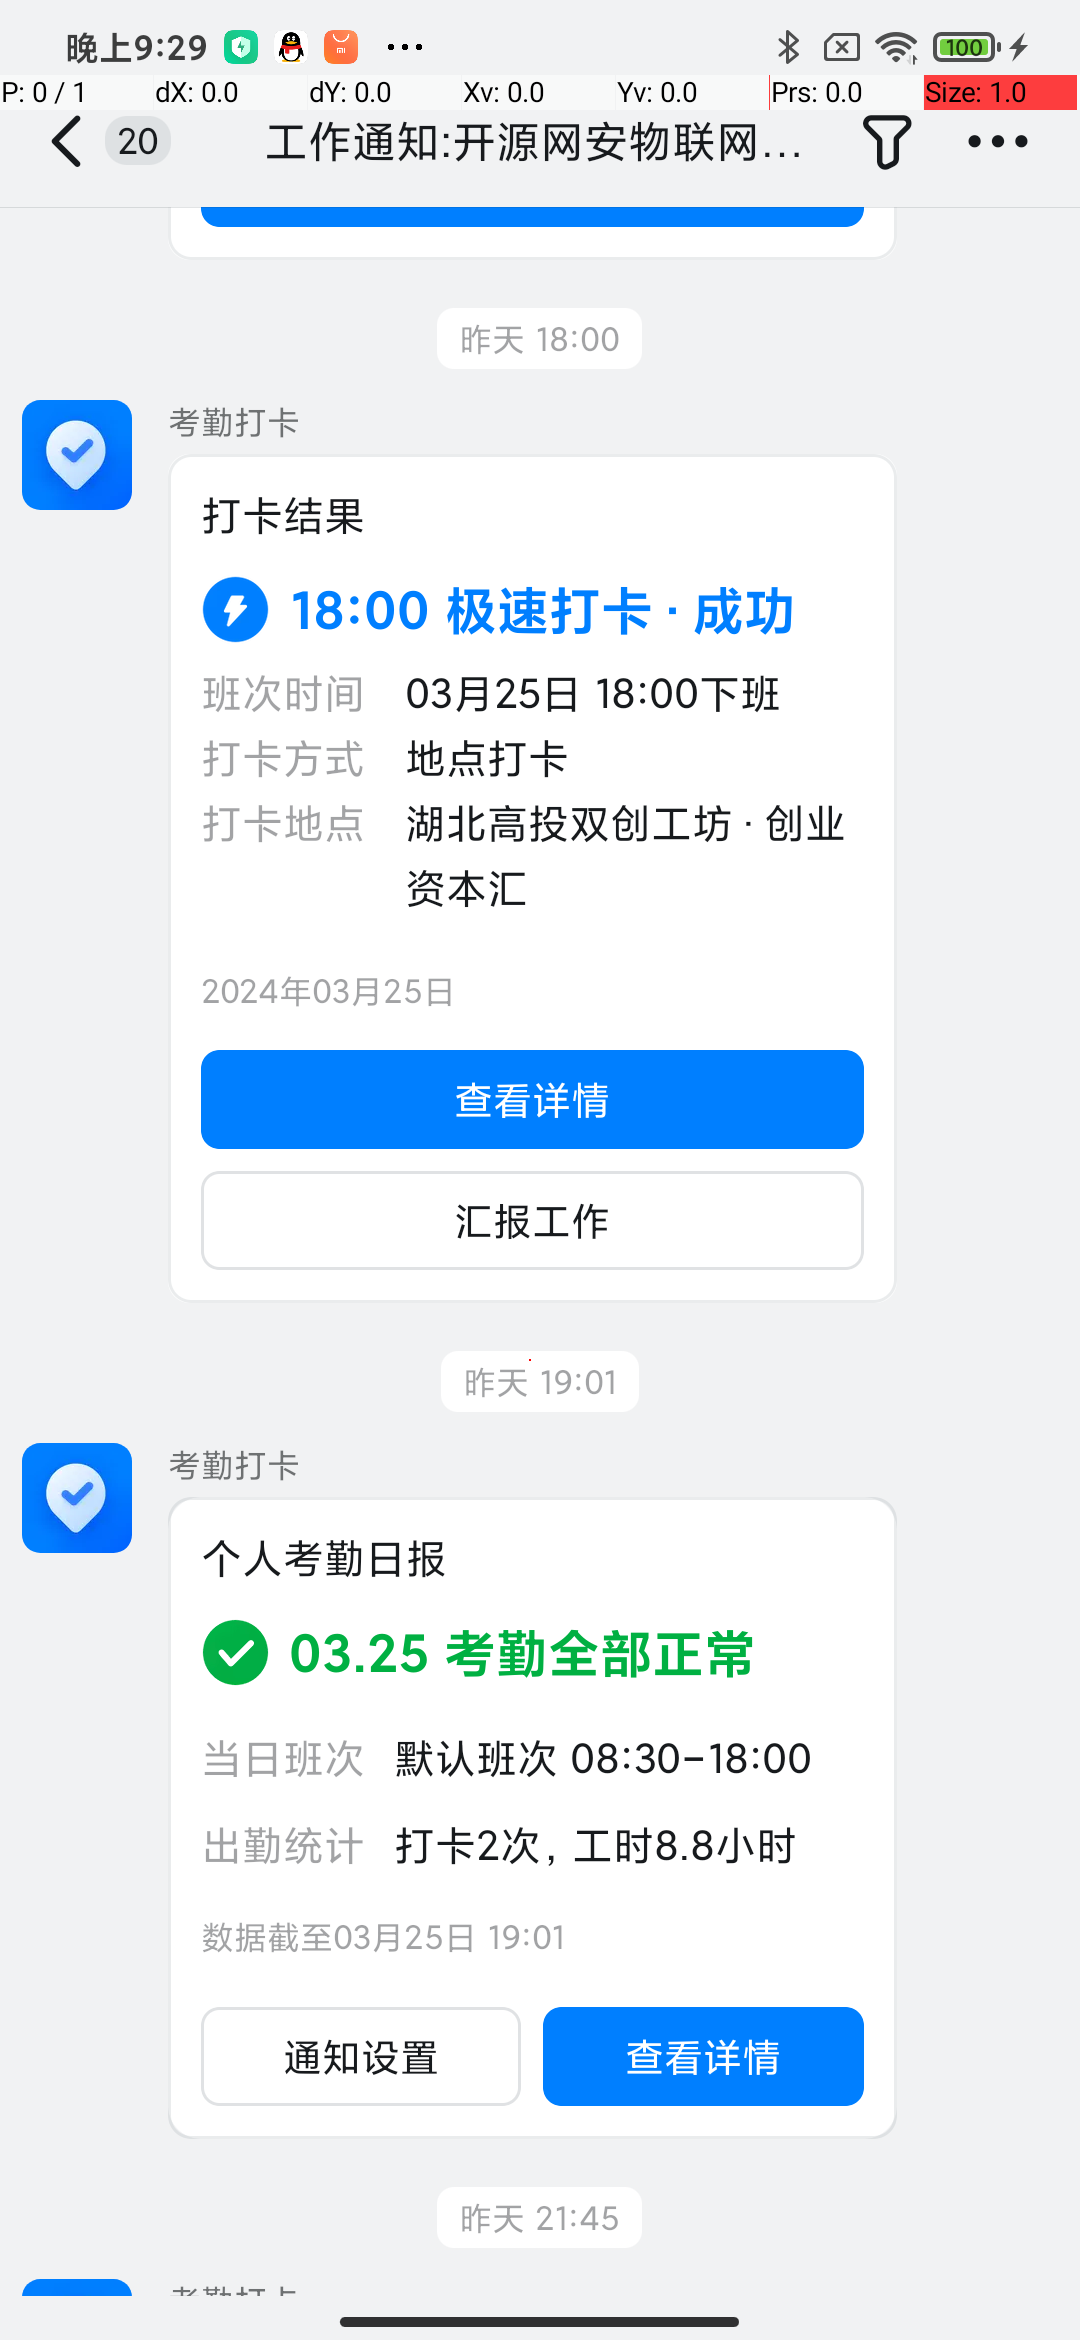 晚上9:29
100
P: 0 / 1 dX: 0.0 dY: 0.0 Xv: 0.0 Yv: 0.0 Prs: 0.0 Size: 1.0
20 工作通知:开源网安物联网...
昨天 18:00
考勤打卡
打卡结果
18:00 极速打卡 · 成功
班次时间 03月25日 18:00下班
打卡方式 地点打卡
打卡地点 湖北高投双创工坊 · 创业
资本汇
2024年03月25日
查看详情
汇报工作
昨天 19:01
考勤打卡
个人考勤日报
03.25 考勤全部正常
当日班次 默认班次 08:30-18:00
出勤统计 打卡2次, 工时8.8小时
数据截至03月25日 19:01
通知设置 查看详情
昨天 21:45
考勤打卡